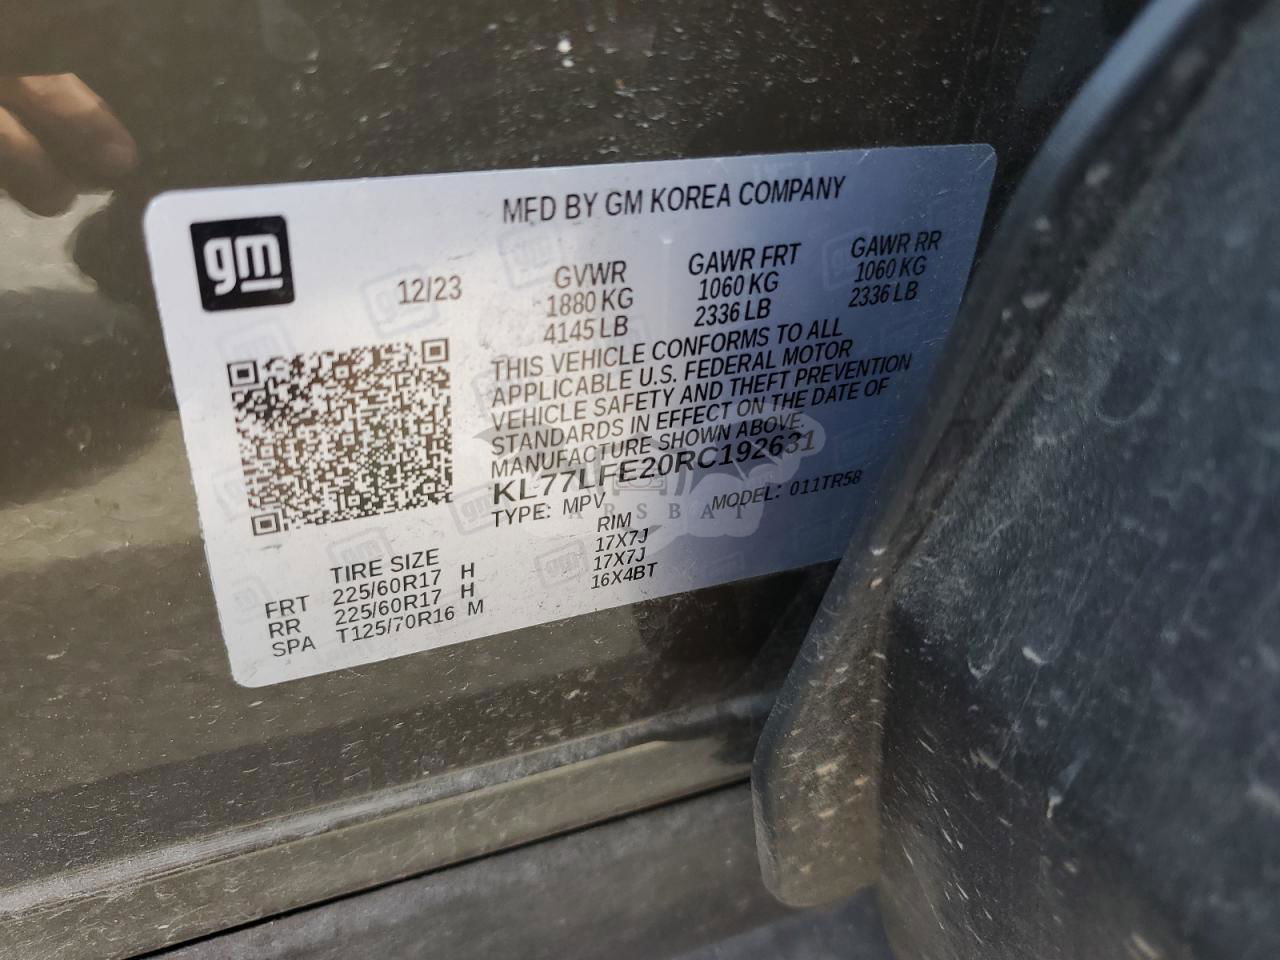 MFD BY GM KOREA COMPANY
gm
12/23
GVWR GAWR FRT GAWR RR
1880 KG 1060 KG 1060 KG
4145 LB 2336 LB 2336 LB
THIS VEHICLE CONFORMS TO ALL
APPLICABLE U.S. FEDERAL MOTOR
VEHICLE SAFETY AND THEFT PREVENTION
STANDARDS IN EFFECT ON THE DATE OF
MANUFACTURE SHOWN ABOVE.
KL77LFE20RC192631
TYPE: MPV MODEL: 011TR58
TIRE SIZE RIM
FRT 225/60R17 H 17X7J
RR 225/60R17 H 17X7J
SPA T125/70R16 M 16X4BT